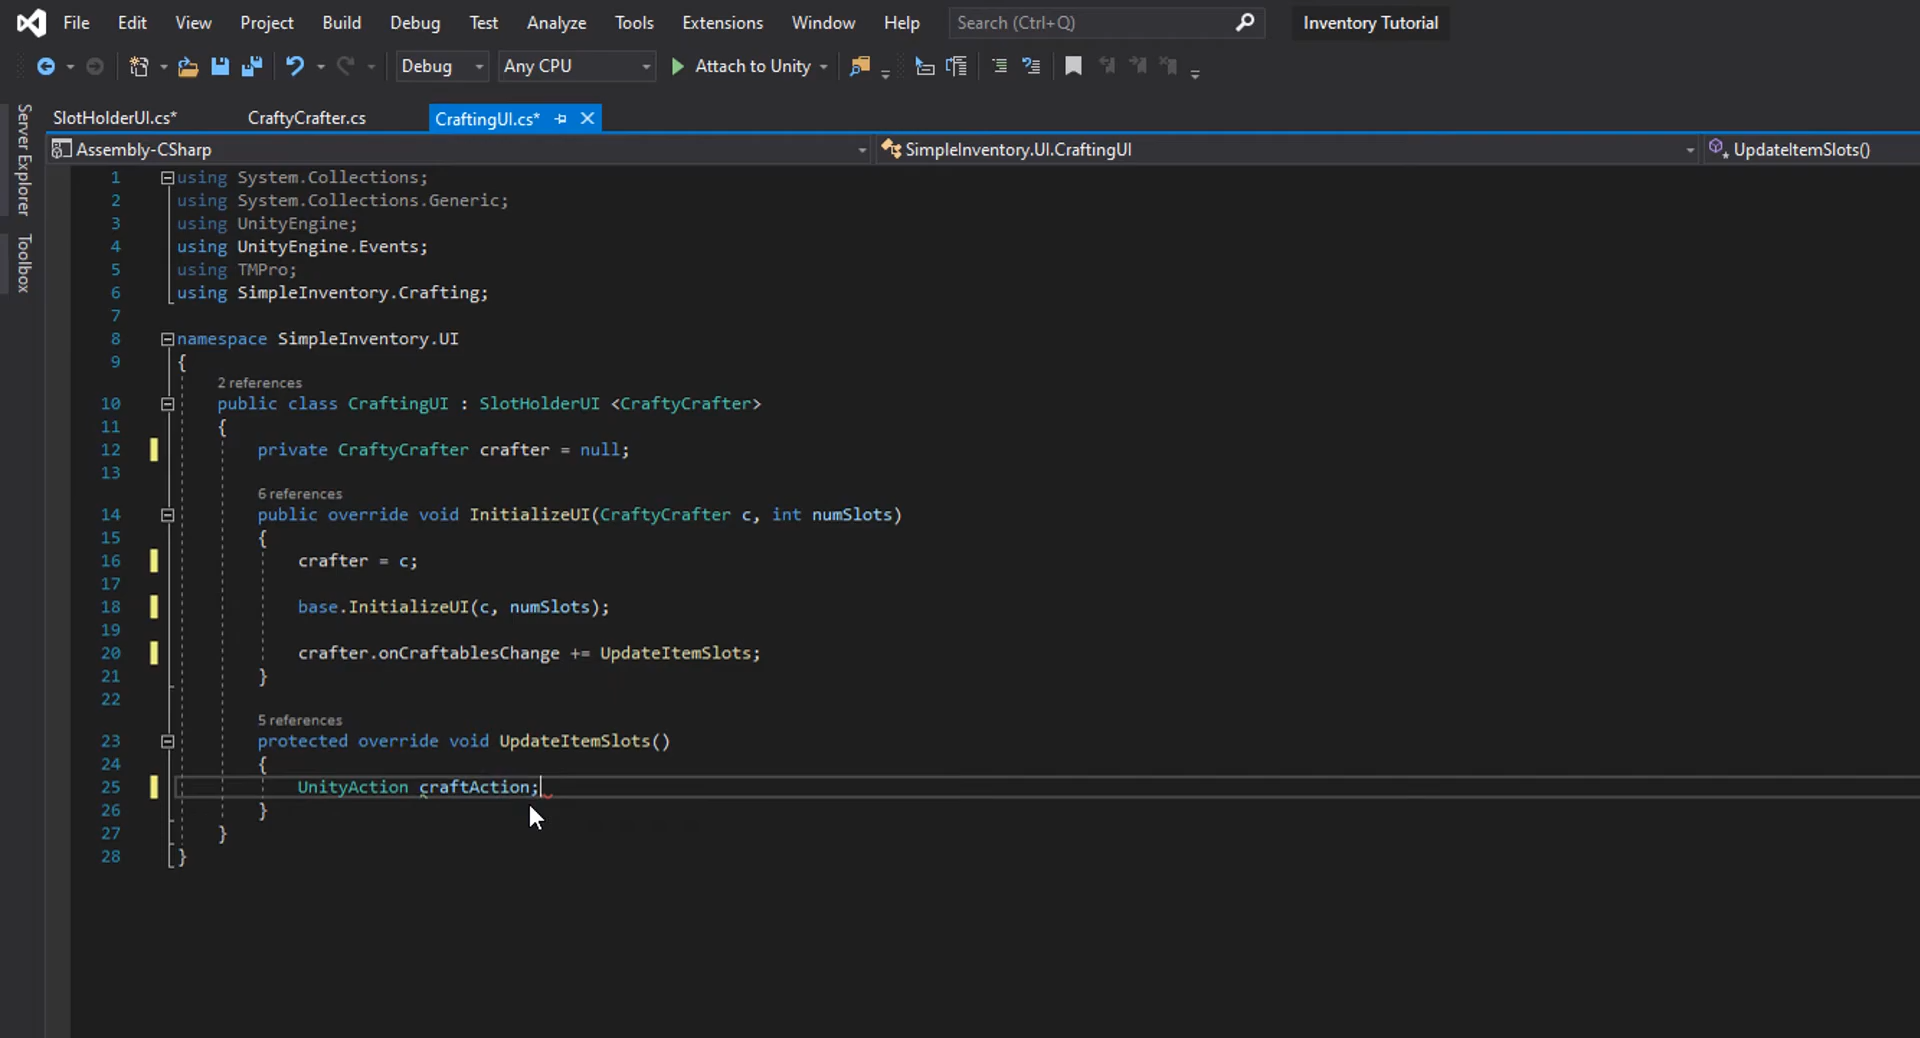 File Edit View Project Build Debug Test Analyze Tools Extensions Window Help Search (Ctrl+Q) Inventory Tutorial
Debug Any CPU Attach to Unity
Server Explorer
Toolbox
SlotHolderUI.cs* CraftyCrafter.cs CraftingUI.cs*
Assembly-CSharp SimpleInventory.UI.CraftingUI UpdateItemSlots()
1 using System.Collections;
2 using System.Collections.Generic;
3 using UnityEngine;
4 using UnityEngine.Events;
5 using TMPro;
6 using SimpleInventory.Crafting;
7
8 namespace SimpleInventory.UI
9 {
2 references
10 public class CraftingUI : SlotHolderUI <CraftyCrafter>
11 {
12 private CraftyCrafter crafter = null;
13
6 references
14 public override void InitializeUI(CraftyCrafter c, int numSlots)
15 {
16 crafter = c;
17
18 base.InitializeUI(c, numSlots);
19
20 crafter.onCraftablesChange += UpdateItemSlots;
21 }
22
5 references
23 protected override void UpdateItemSlots()
24 {
25 UnityAction craftAction;
26 }
27 }
28 }